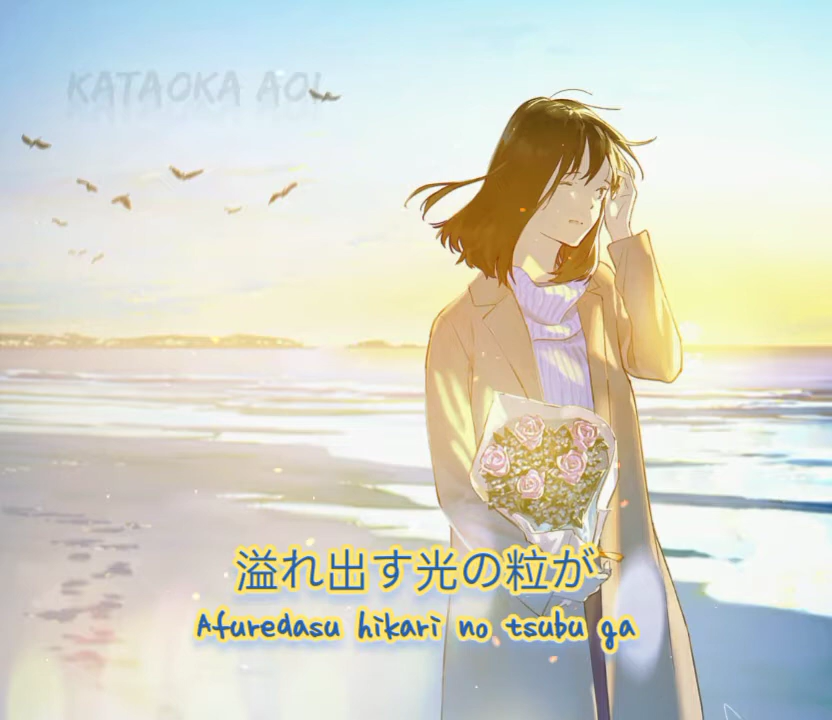 KATAOKA AOI
溢れ出す光の粒が
Afuredasu hikari no tsubu ga